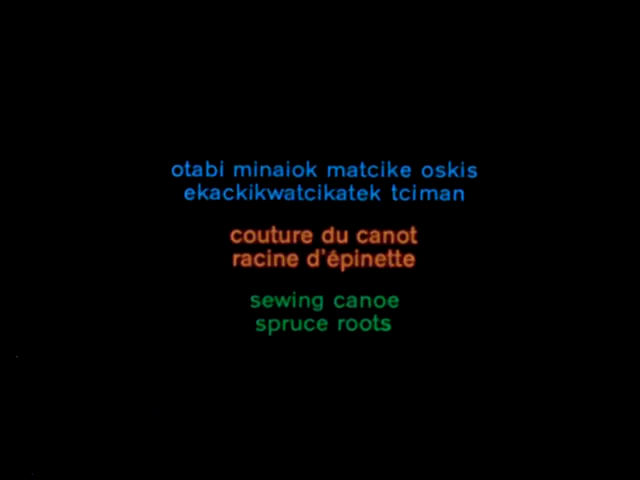 otabi minaiok matcike oskis
ekackikwatcikatek tciman
couture du canot
racine d'épinette
sewing canoe
spruce roots